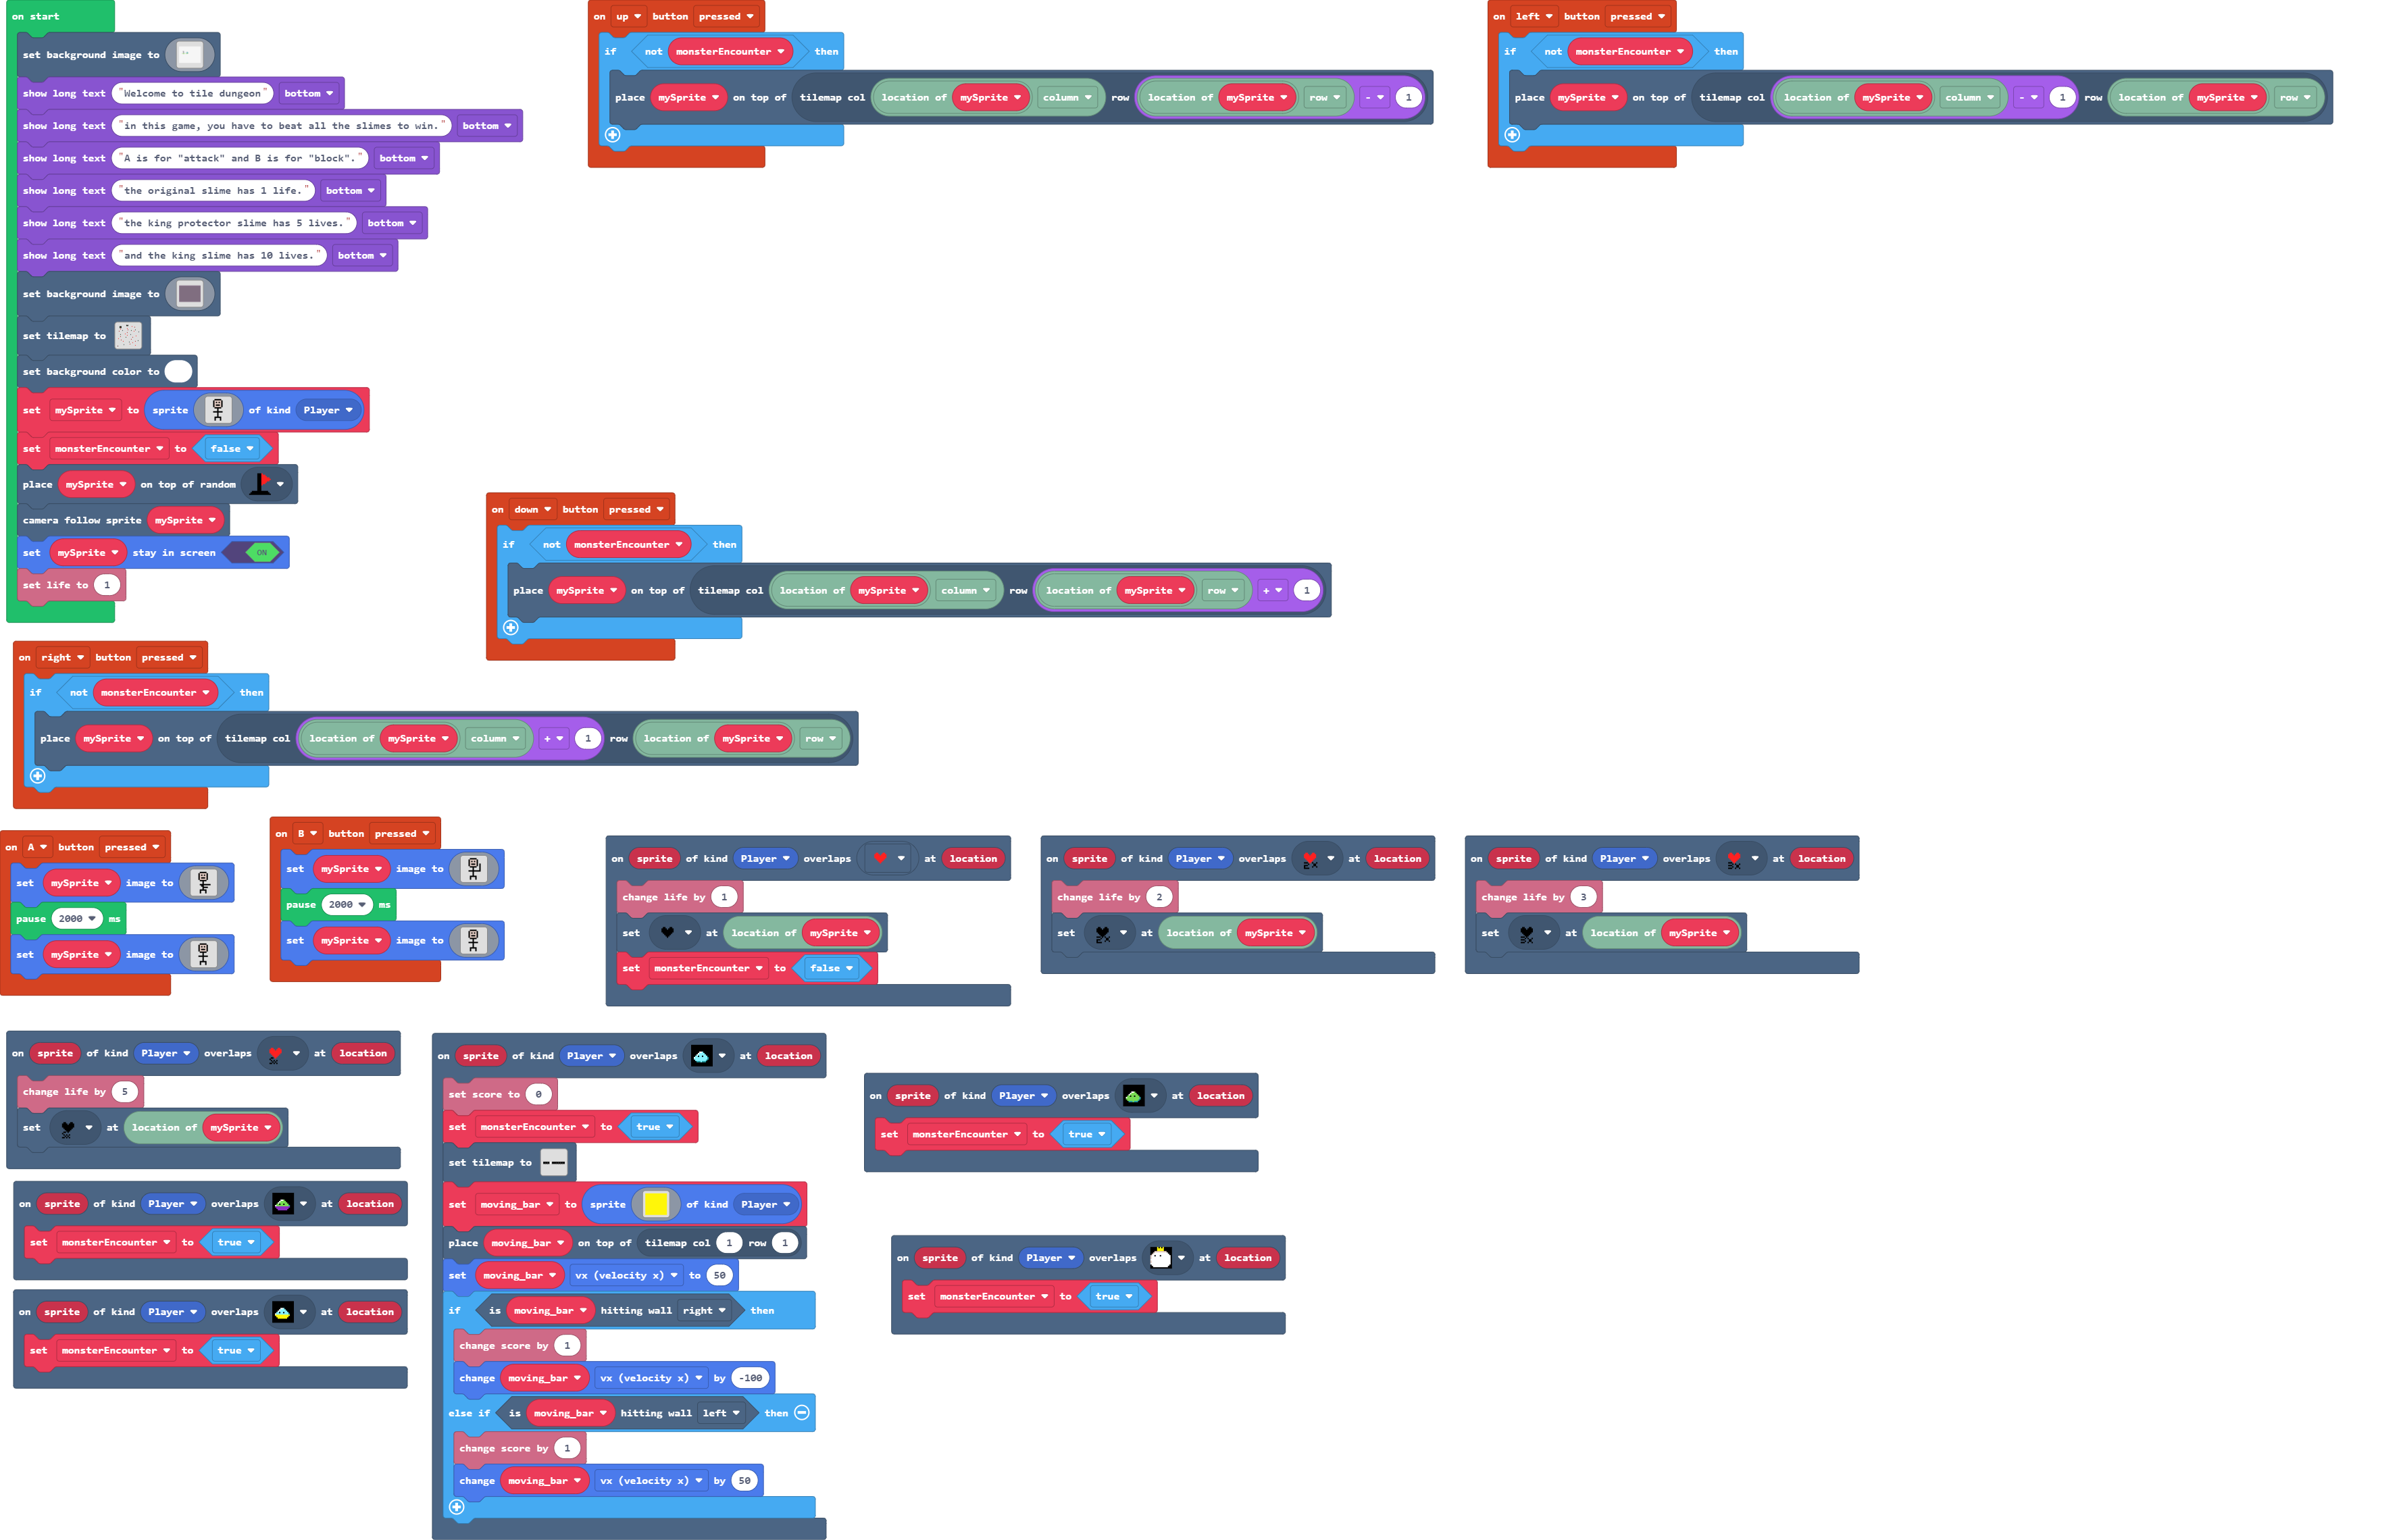 on start
set background image to
show long text "Welcome to tile dungeon" bottom
show long text "in this game, you have to beat all the slimes to win." bottom
show long text "A is for "attack" and B is for "block"." bottom
show long text "the original slime has 1 life." bottom
show long text "the king protector slime has 5 lives." bottom
show long text "and the king slime has 10 lives." bottom
set background image to
set tilemap to
set background color to
set mySprite to sprite of kind Player
set monsterEncounter to false
place mySprite on top of random
camera follow sprite mySprite
set mySprite stay in screen ON
set life to 1
on up button pressed
if not monsterEncounter then
place mySprite on top of tilemap col location of mySprite column row location of mySprite row - 1
on left button pressed
if not monsterEncounter then
place mySprite on top of tilemap col location of mySprite column - 1 row location of mySprite row
on down button pressed
if not monsterEncounter then
place mySprite on top of tilemap col location of mySprite column row location of mySprite row + 1
on right button pressed
if not monsterEncounter then
place mySprite on top of tilemap col location of mySprite column + 1 row location of mySprite row
on A button pressed
set mySprite image to
pause 2000 ms
set mySprite image to
on B button pressed
set mySprite image to
pause 2000 ms
set mySprite image to
on sprite of kind Player overlaps at location
change life by 1
set at location of mySprite
set monsterEncounter to false
on sprite of kind Player overlaps 2X at location
change life by 2
set 2X at location of mySprite
on sprite of kind Player overlaps 3X at location
change life by 3
set 3X at location of mySprite
on sprite of kind Player overlaps at location
change life by 5
set at location of mySprite
on sprite of kind Player overlaps at location
set score to 0
set monsterEncounter to true
set tilemap to
set moving_bar to sprite of kind Player
place moving_bar on top of tilemap col 1 row 1
set moving_bar vx (velocity x) to 50
if is moving_bar hitting wall right then
change score by 1
change moving_bar vx (velocity x) by -100
else if is moving_bar hitting wall left then
change score by 1
change moving_bar vx (velocity x) by 50
on sprite of kind Player overlaps at location
set monsterEncounter to true
on sprite of kind Player overlaps at location
set monsterEncounter to true
on sprite of kind Player overlaps at location
set monsterEncounter to true
on sprite of kind Player overlaps at location
set monsterEncounter to true